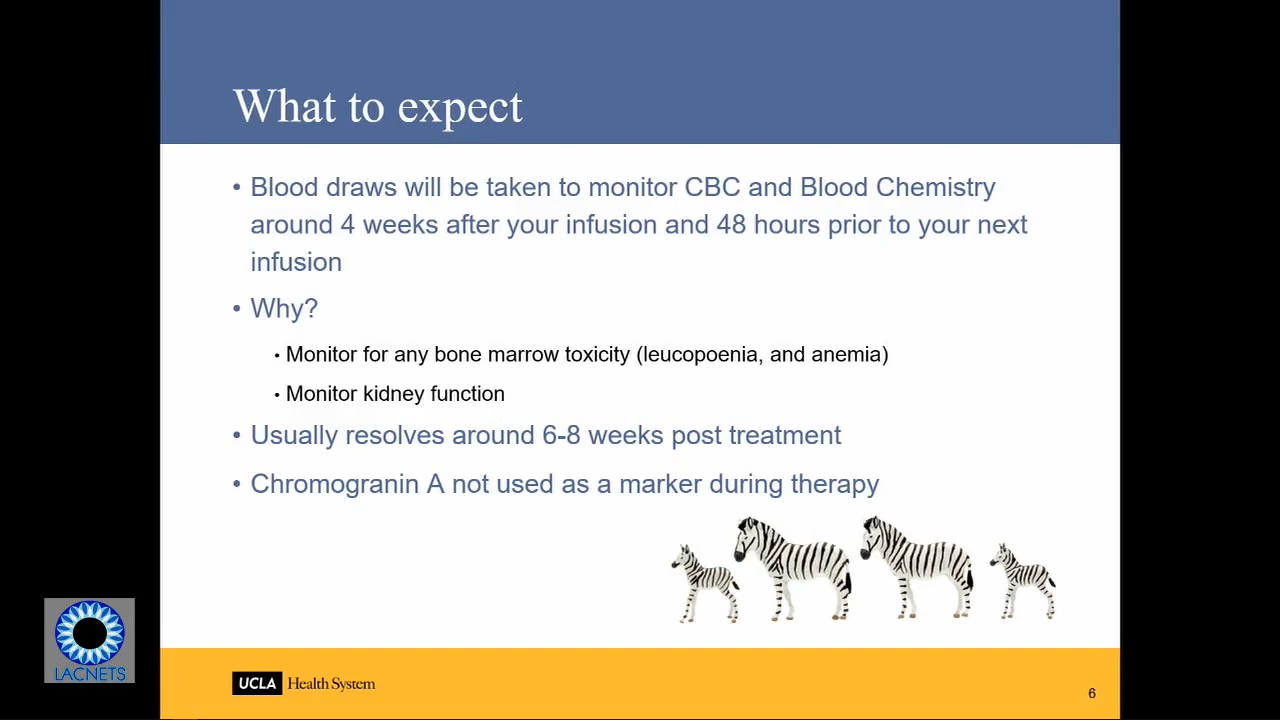 What to expect
• Blood draws will be taken to monitor CBC and Blood Chemistry
around 4 weeks after your infusion and 48 hours prior to your next
infusion
• Why?
• Monitor for any bone marrow toxicity (leucopoenia, and anemia)
• Monitor kidney function
• Usually resolves around 6-8 weeks post treatment
• Chromogranin A not used as a marker during therapy
LACNETS
UCLA Health System
6